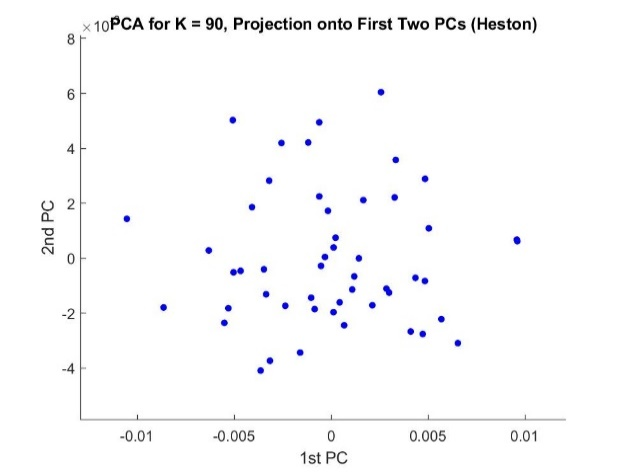 ×10
PCA for K = 90, Projection onto First Two PCs (Heston)
8
6
4
2
0
-2
-4
2nd PC
-0.01 -0.005 0 0.005 0.01
1st PC